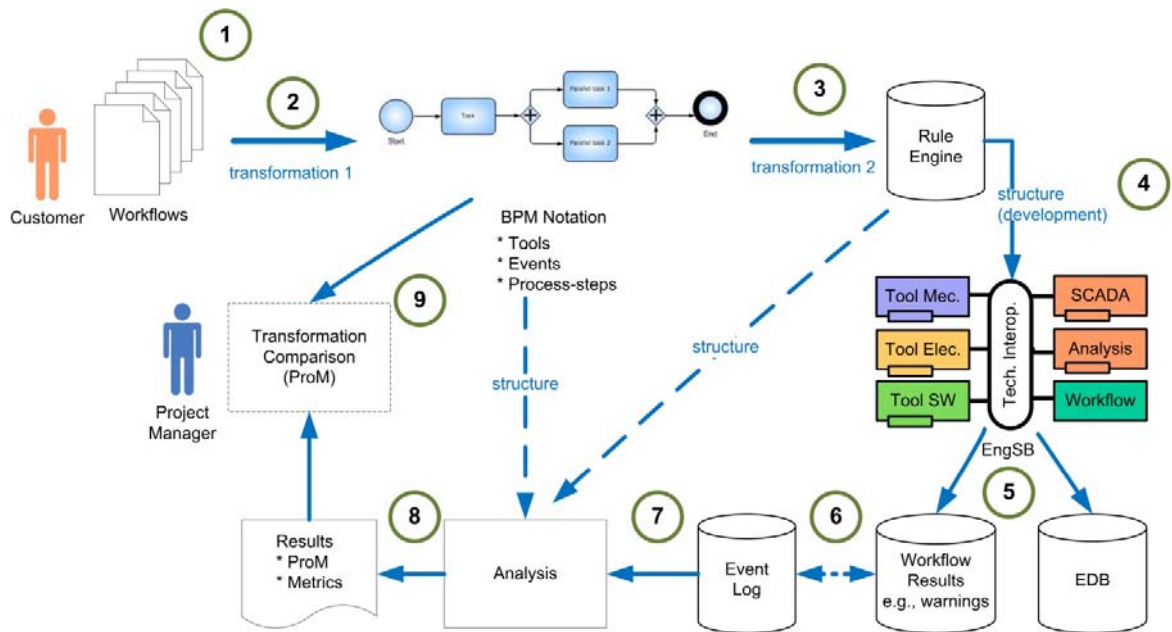 1
2
3
4
Customer
Workflows
transformation 1
Start
Task
Parallel task 1
Parallel task 2
End
transformation 2
Rule
Engine
structure
(development)
BPM Notation
* Tools
* Events
* Process-steps
9
Transformation
Comparison
(ProM)
Project
Manager
structure
structure
Tool Mec.
Tool Elec.
Tool SW
Tech. Interop.
SCADA
Analysis
Workflow
EngSB
5
6
7
8
Results
* ProM
* Metrics
Analysis
Event
Log
Workflow
Results
e.g., warnings
EDB